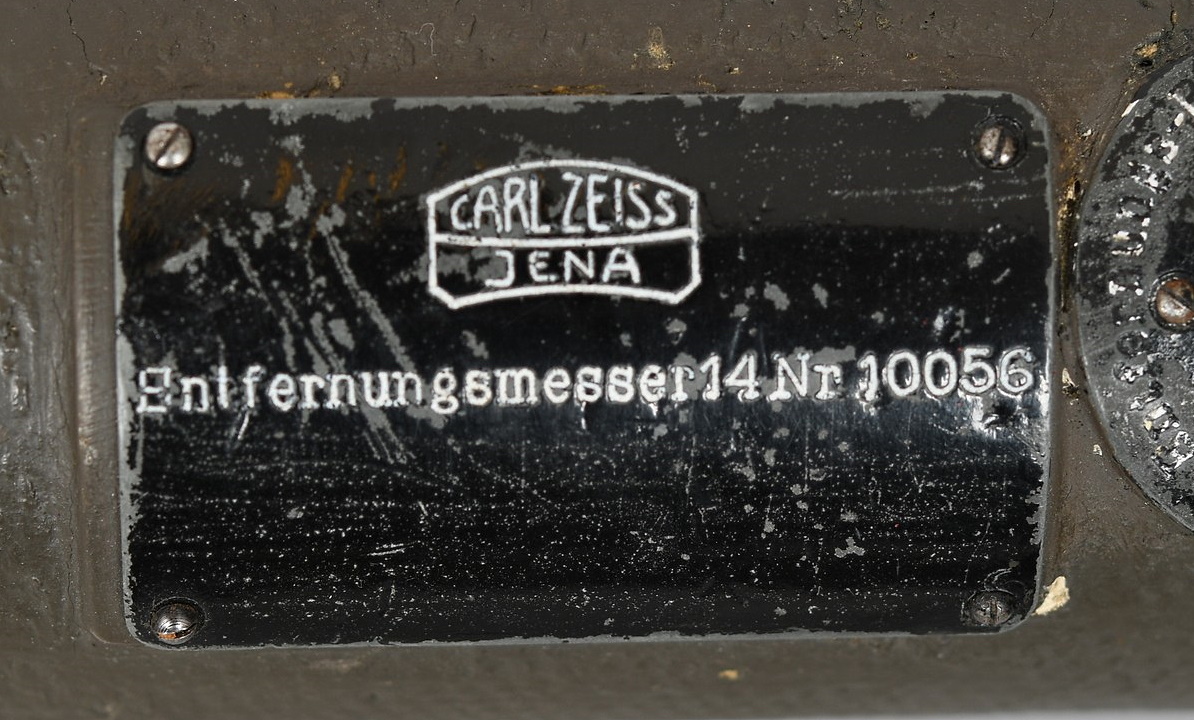 CARL ZEISS
JENA
Entfernungsmesser 14 Nr 10056